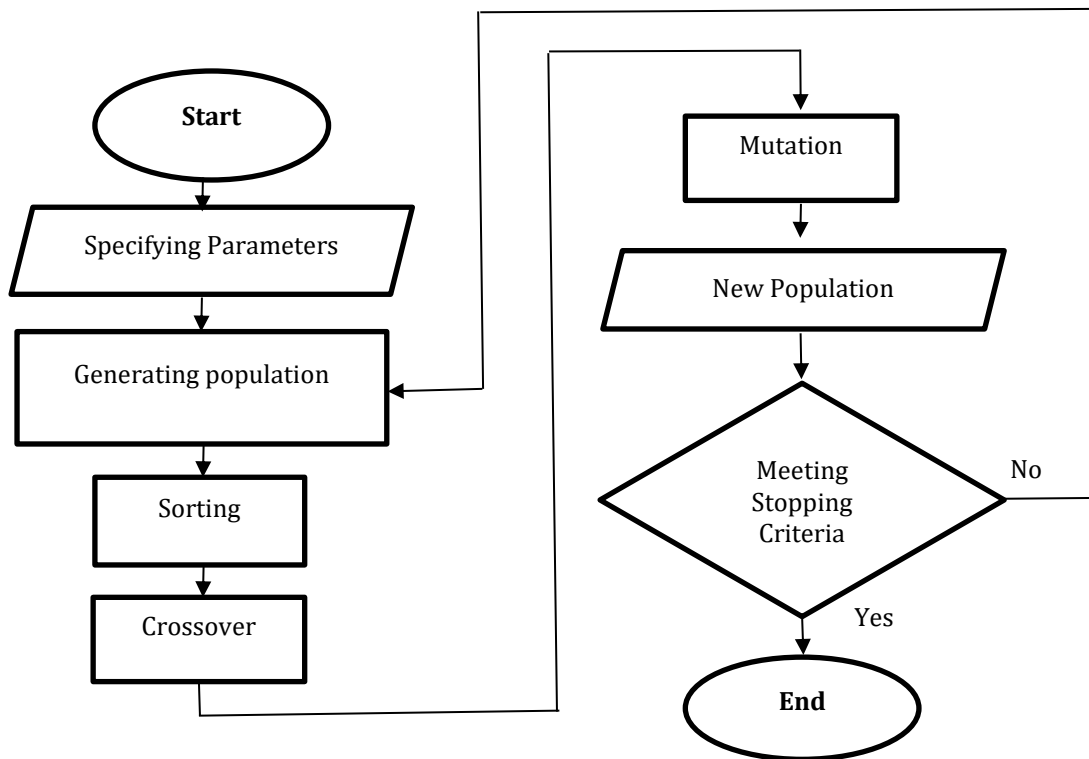 Start
Specifying Parameters
Generating population
Sorting
Crossover
Mutation
New Population
Meeting
Stopping
Criteria
No
Yes
End